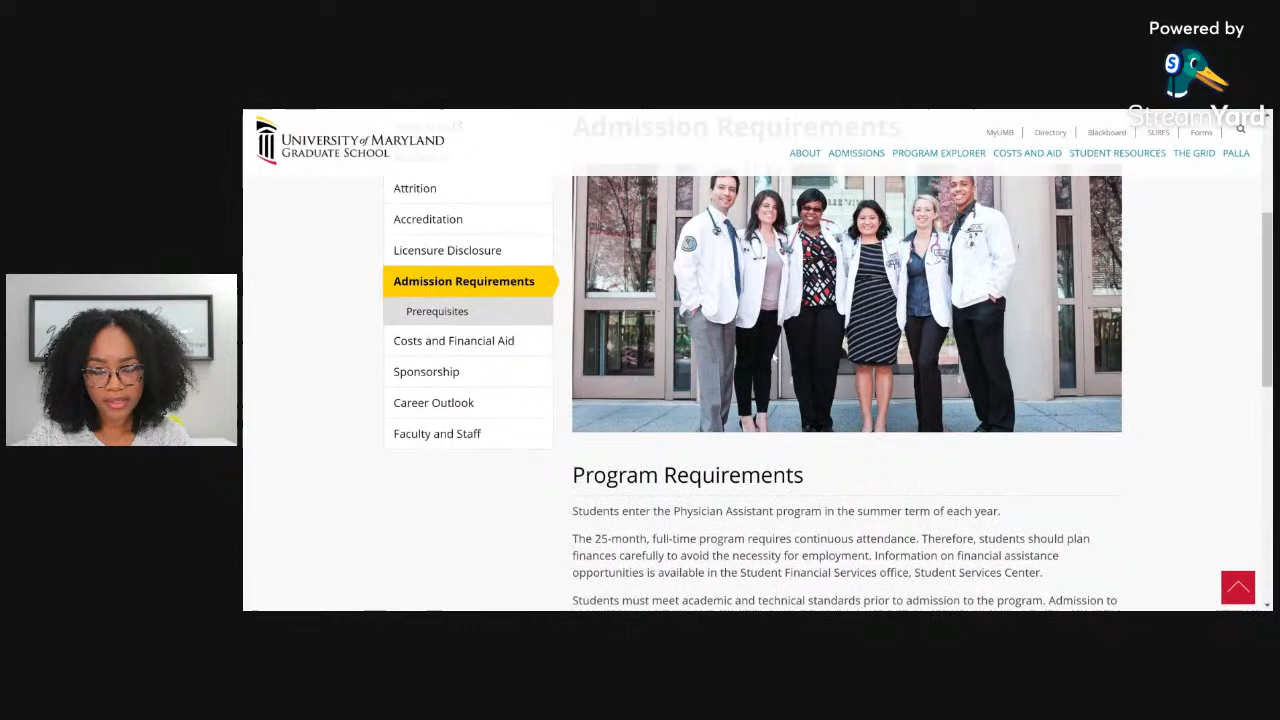 Powered by
StreamYard
UNIVERSITY of MARYLAND
GRADUATE SCHOOL
Admission Requirements
MyUMB
Directory
Blackboard
SURFS
Forms
ABOUT ADMISSIONS PROGRAM EXPLORER COSTS AND AID STUDENT RESOURCES THE GRID PALLA
Attrition
Accreditation
Licensure Disclosure
Admission Requirements
Prerequisites
Costs and Financial Aid
Sponsorship
Career Outlook
Faculty and Staff
Program Requirements
Students enter the Physician Assistant program in the summer term of each year.
The 25-month, full-time program requires continuous attendance. Therefore, students should plan
finances carefully to avoid the necessity for employment. Information on financial assistance
opportunities is available in the Student Financial Services office, Student Services Center.
Students must meet academic and technical standards prior to admission to the program. Admission to